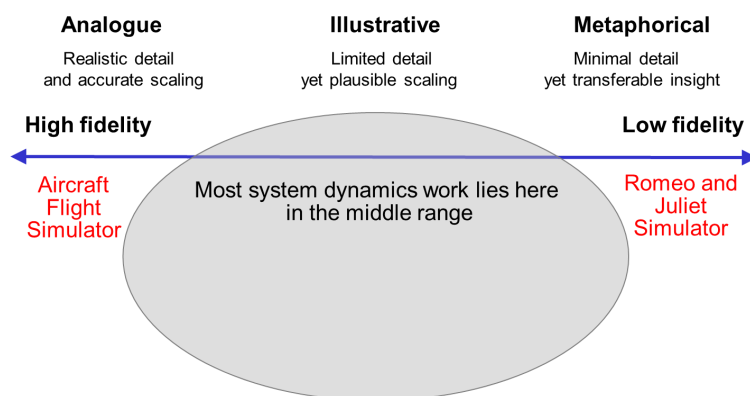 Analogue
Realistic detail
and accurate scaling
Illustrative
Limited detail
yet plausible scaling
Metaphorical
Minimal detail
yet transferable insight
High fidelity
Low fidelity
Aircraft
Flight
Simulator
Most system dynamics work lies here
in the middle range
Romeo and
Juliet
Simulator